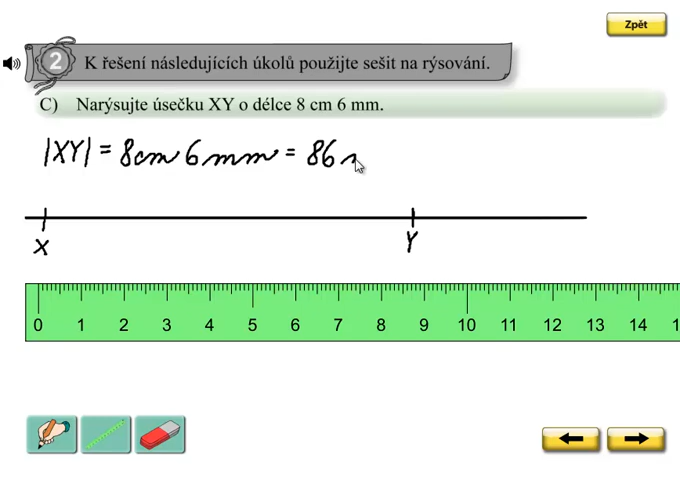 Zpět
2 K řešení následujících úkolů použijte sešit na rýsování.
C) Narýsujte úsečku XY o délce 8 cm 6 mm.
|XY| = 8cm 6mm = 86
X Y
0 1 2 3 4 5 6 7 8 9 10 11 12 13 14 1